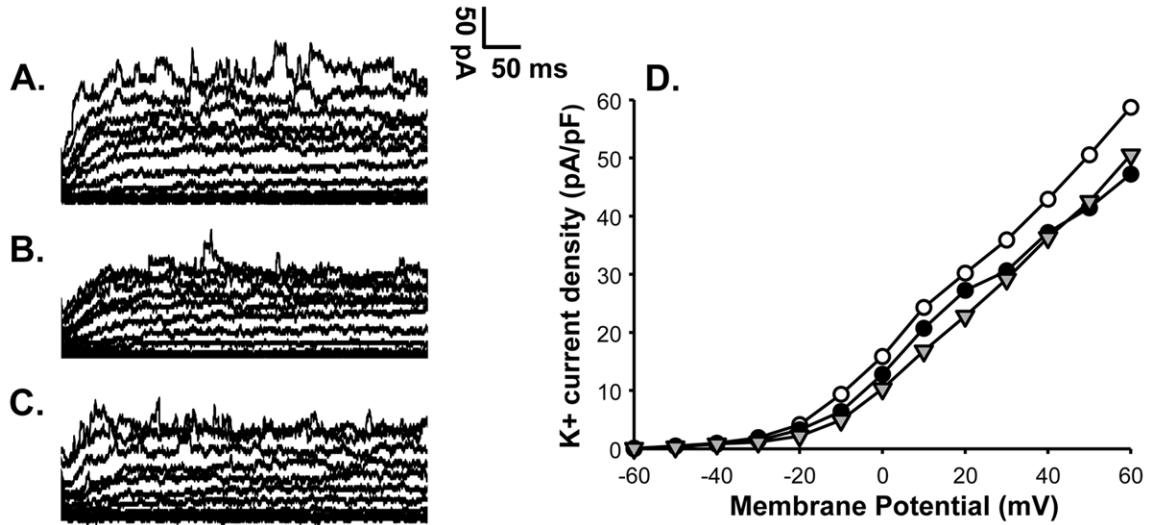 A.
50 pA
50 ms
B.
C.
D.
K+ current density (pA/pF)
60
50
40
30
20
10
0
-60 -40 -20 0 20 40 60
Membrane Potential (mV)